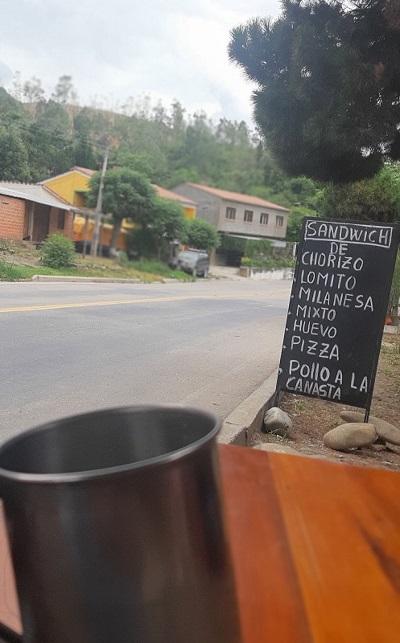 SANDWICH
DE
CHORIZO
LOMITO
MILANESA
MIXTO
HUEVO
PIZZA
POLLO A LA
CANASTA